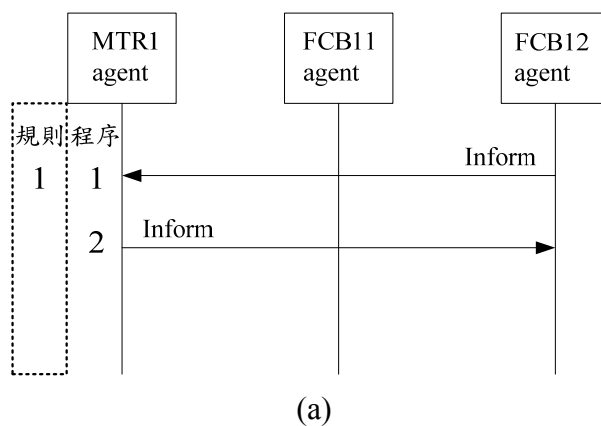 MTR1 agent
FCB11 agent
FCB12 agent
規則 程序
Inform
1 1
Inform
2
(a)